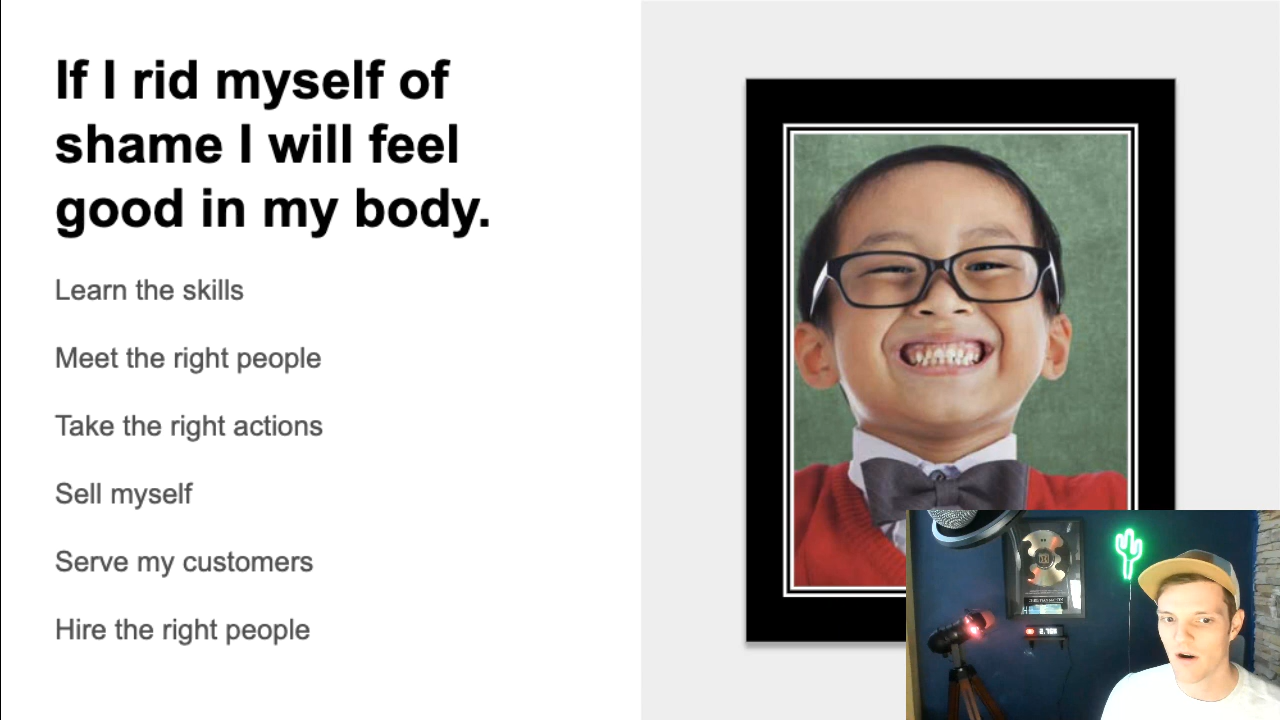 If I rid myself of
shame I will feel
good in my body.
Learn the skills
Meet the right people
Take the right actions
Sell myself
Serve my customers
Hire the right people